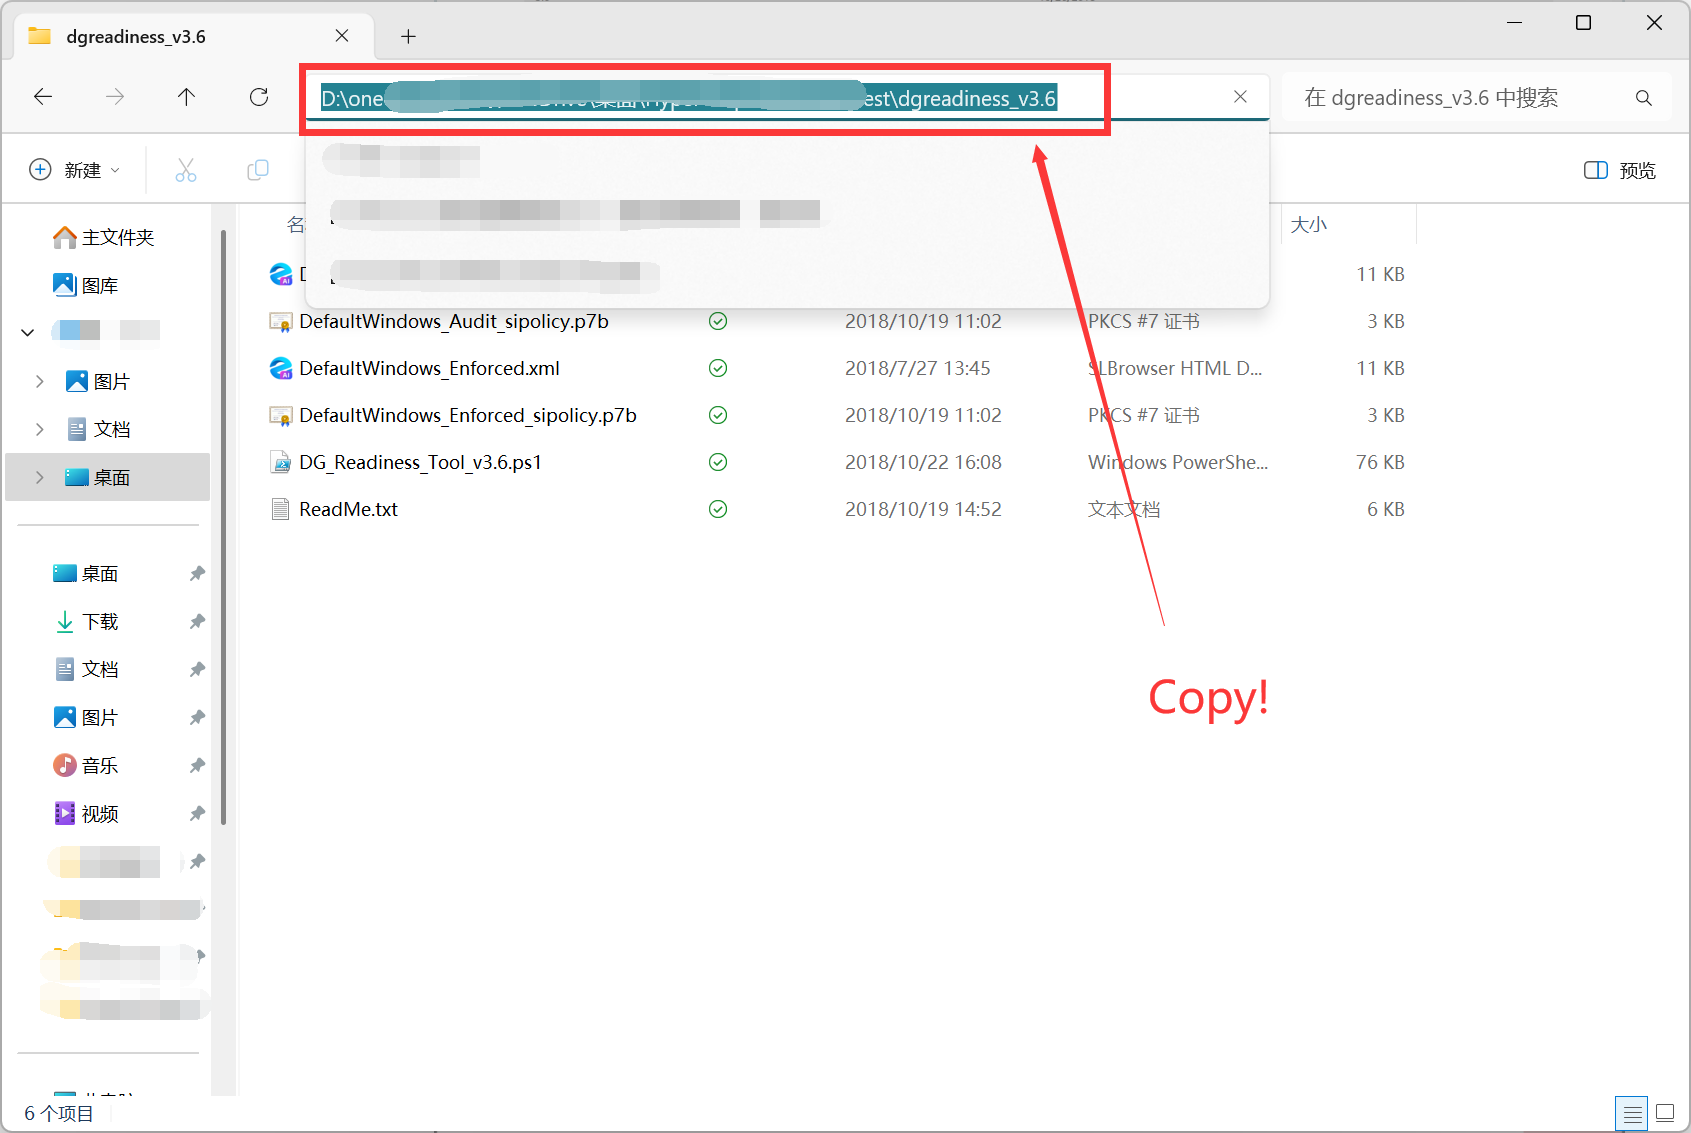 dgreadiness_v3.6
D:\one
est\dgreadiness_v3.6
在 dgreadiness_v3.6 中搜索
新建
预览
大小
主文件夹
图库
图片
文档
桌面
桌面
下载
文档
图片
音乐
视频
11 KB
DefaultWindows_Audit_sipolicy.p7b 2018/10/19 11:02 PKCS #7 证书 3 KB
DefaultWindows_Enforced.xml 2018/7/27 13:45 SLBrowser HTML D... 11 KB
DefaultWindows_Enforced_sipolicy.p7b 2018/10/19 11:02 PKCS #7 证书 3 KB
DG_Readiness_Tool_v3.6.ps1 2018/10/22 16:08 Windows PowerShe... 76 KB
ReadMe.txt 2018/10/19 14:52 文本文档 6 KB
Copy!
6 个项目